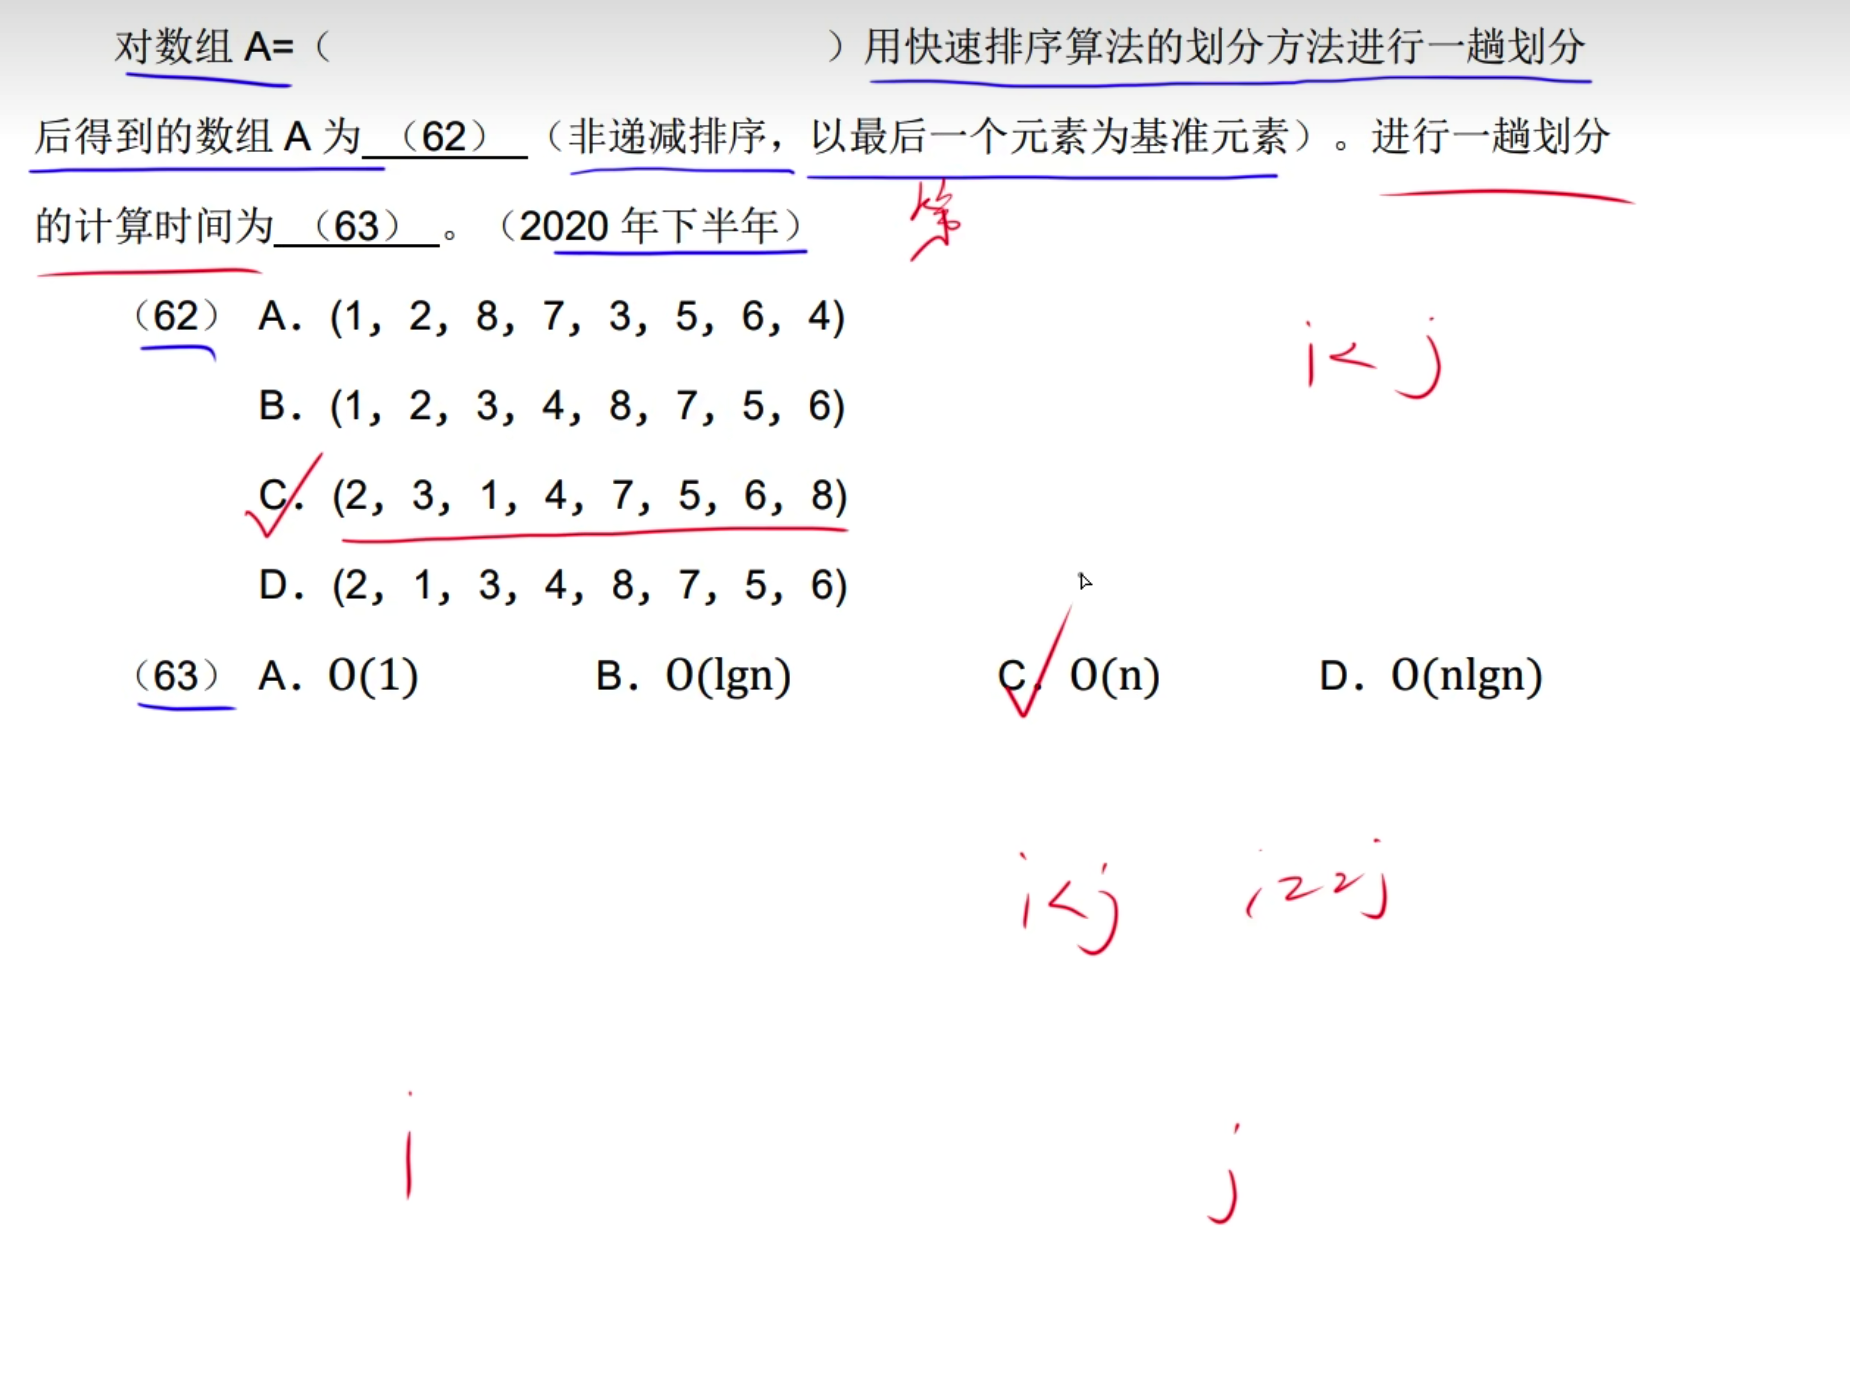 对数组 A=（ ）用快速排序算法的划分方法进行一趟划分
后得到的数组 A 为 （62） （非递减排序，以最后一个元素为基准元素）。进行一趟划分
的计算时间为 （63） 。（2020 年下半年）
第
（62） A. (1, 2, 8, 7, 3, 5, 6, 4)
i< j
B. (1, 2, 3, 4, 8, 7, 5, 6)
C. (2, 3, 1, 4, 7, 5, 6, 8)
D. (2, 1, 3, 4, 8, 7, 5, 6)
（63） A. O(1) B. O(lgn) C. O(n) D. O(nlgn)
i<j
i j